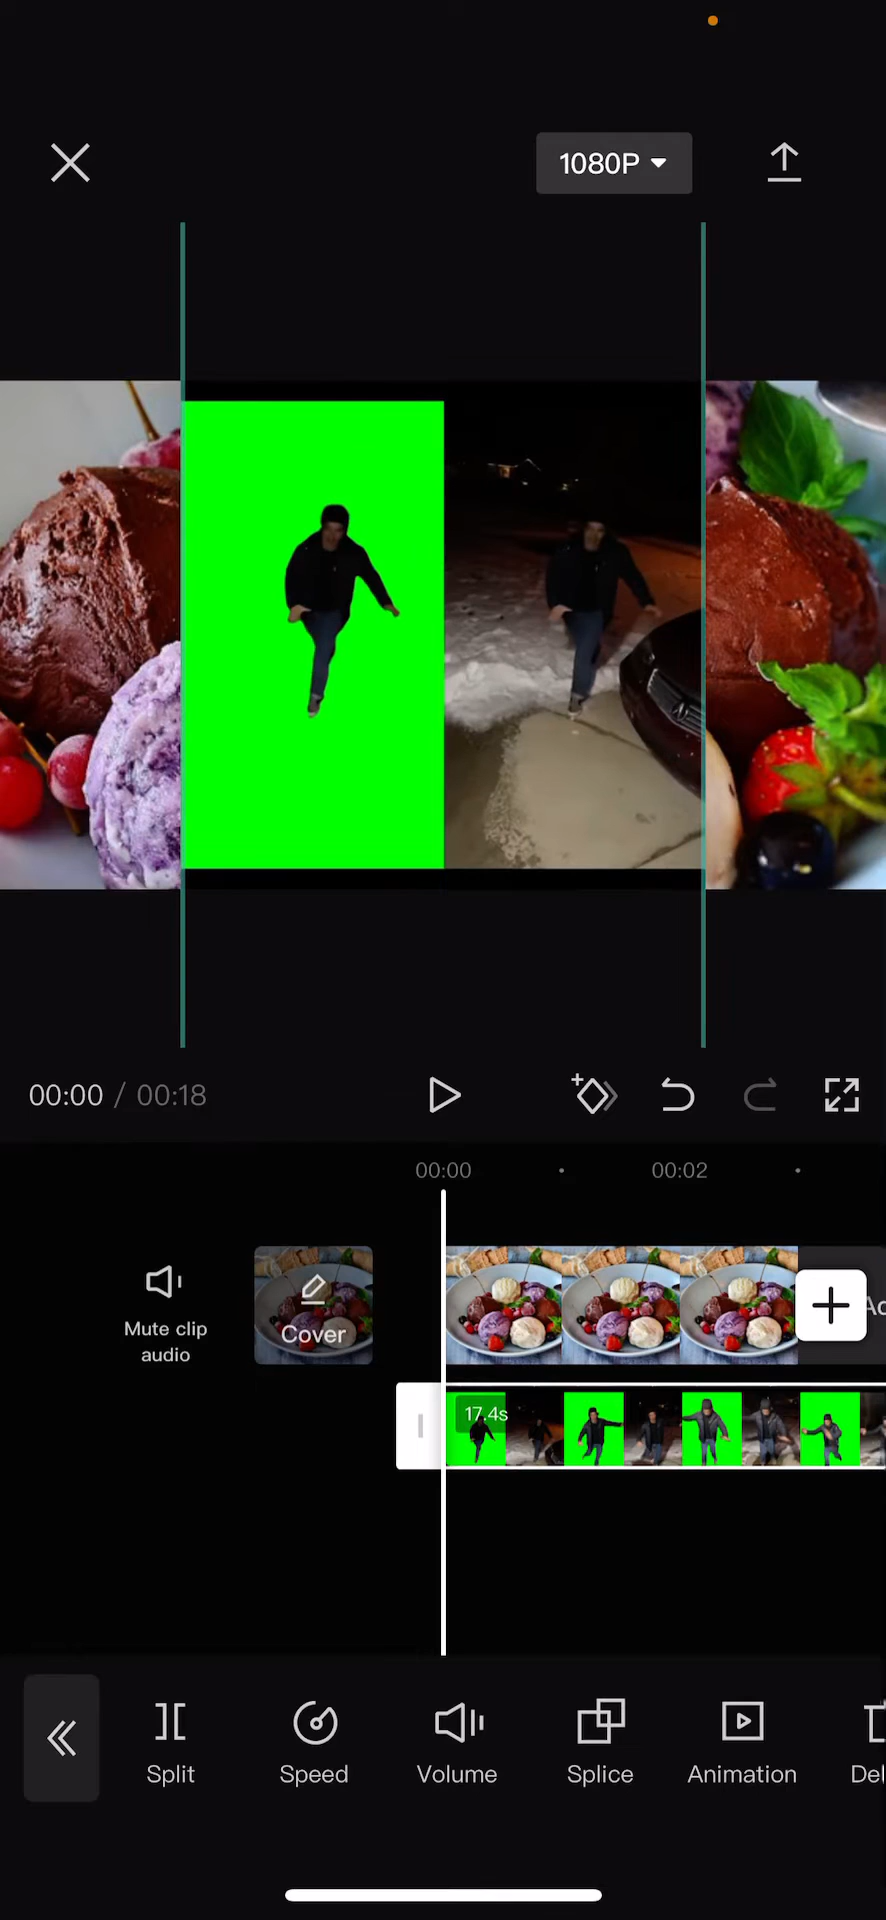 1080P
00:00 / 00:18
00:00
00:02
Mute clip
audio
Cover
17.4s
Split
Speed
Volume
Splice
Animation